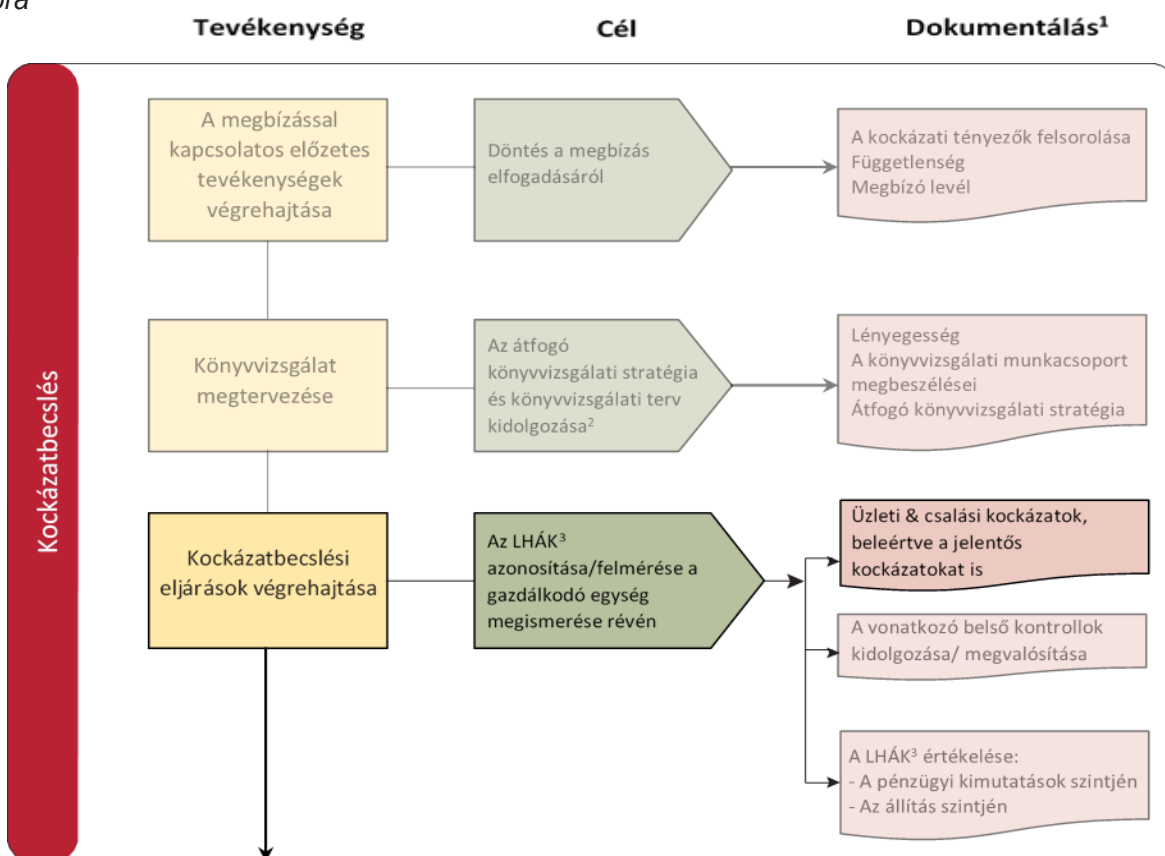 Tevékenység
Cél
Dokumentálás¹
Kockázatbecslés
A megbízással
kapcsolatos előzetes
tevékenységek
végrehajtása
Döntés a megbízás
elfogadásáról
A kockázati tényezők felsorolása
Függetlenség
Megbízó levél
Könyvvizsgálat
megtervezése
Az átfogó
könyvvizsgálati stratégia
és könyvvizsgálati terv
kidolgozása²
Lényegesség
A könyvvizsgálati munkacsoport
megbeszélései
Átfogó könyvvizsgálati stratégia
Kockázatbecslési
eljárások végrehajtása
Az LHÁK³
azonosítása/felmérése a
gazdálkodó egység
megismerése révén
Üzleti & csalási kockázatok,
beleértve a jelentős
kockázatokat is
A vonatkozó belső kontrollok
kidolgozása/ megvalósítása
A LHÁK³ értékelése:
- A pénzügyi kimutatások szintjén
- Az állítás szintjén